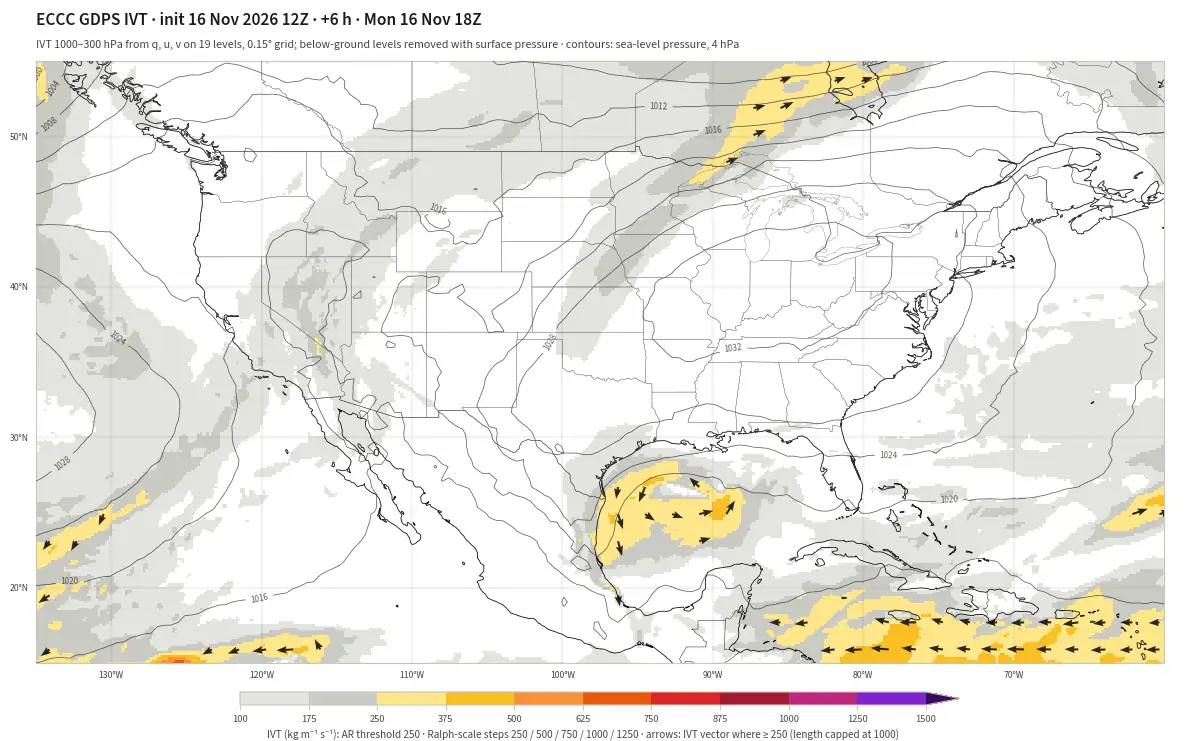 ECCC GDPS IVT · init 16 Nov 2026 12Z · +6 h · Mon 16 Nov 18Z
IVT 1000–300 hPa from q, u, v on 19 levels, 0.15° grid; below-ground levels removed with surface pressure · contours: sea-level pressure, 4 hPa
1004
1008
1012
1016
1016
50°N
40°N
30°N
20°N
1024
1028
1028
1032
1024
1020
1020
1016
130°W 120°W 110°W 100°W 90°W 80°W 70°W
100 175 250 375 500 625 750 875 1000 1250 1500
IVT (kg m⁻¹ s⁻¹): AR threshold 250 · Ralph-scale steps 250 / 500 / 750 / 1000 / 1250 · arrows: IVT vector where ≥ 250 (length capped at 1000)